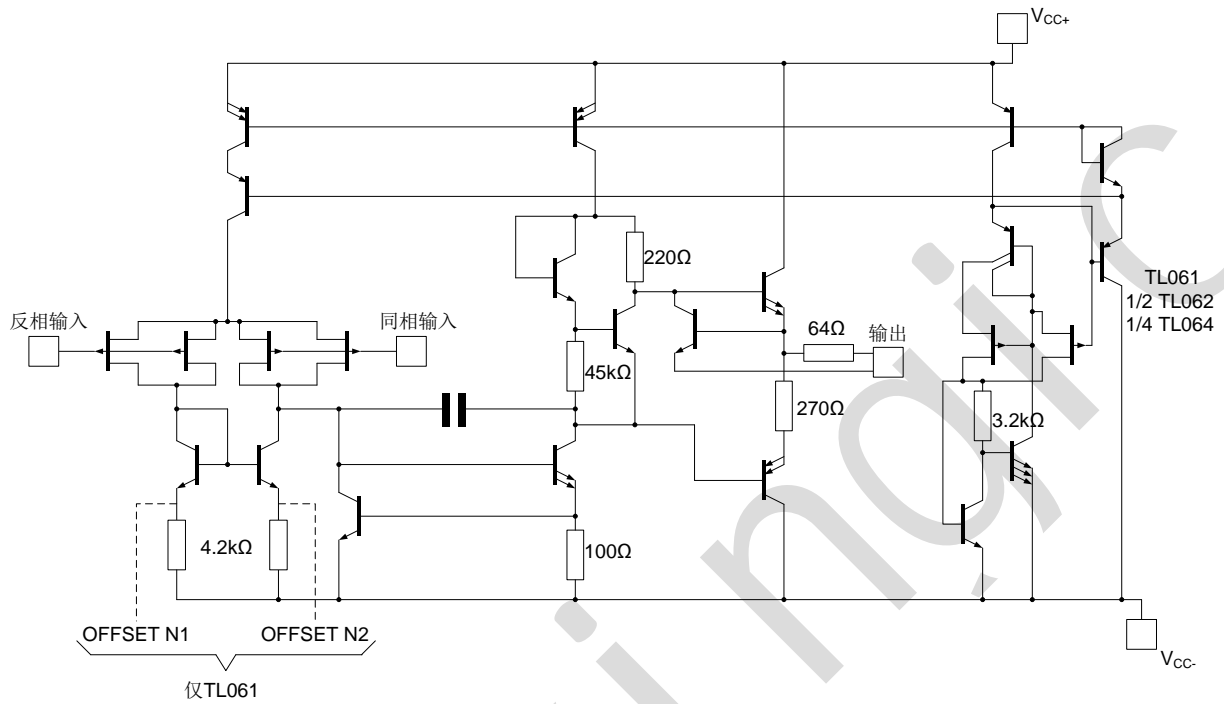 VCC+
220Ω
TL061
1/2 TL062
1/4 TL064
反相输入
同相输入
64Ω
输出
45kΩ
270Ω
3.2kΩ
4.2kΩ
100Ω
OFFSET N1
OFFSET N2
VCC-
仅TL061